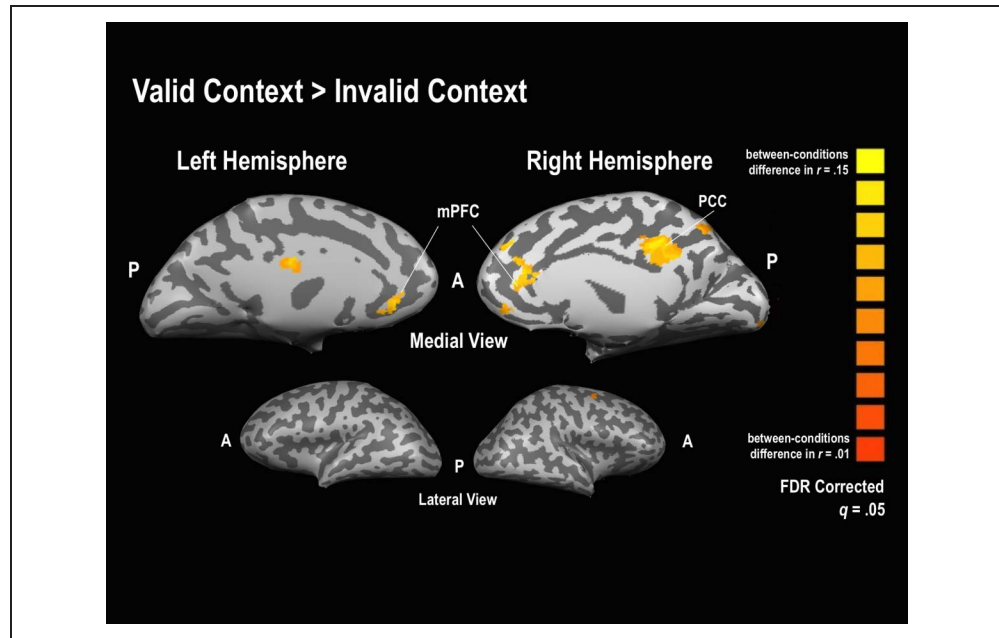 Valid Context > Invalid Context
Left Hemisphere
Right Hemisphere
between-conditions
difference in r = .15
mPFC
PCC
P
A
P
Medial View
A
P
A
Lateral View
between-conditions
difference in r = .01
FDR Corrected
q = .05